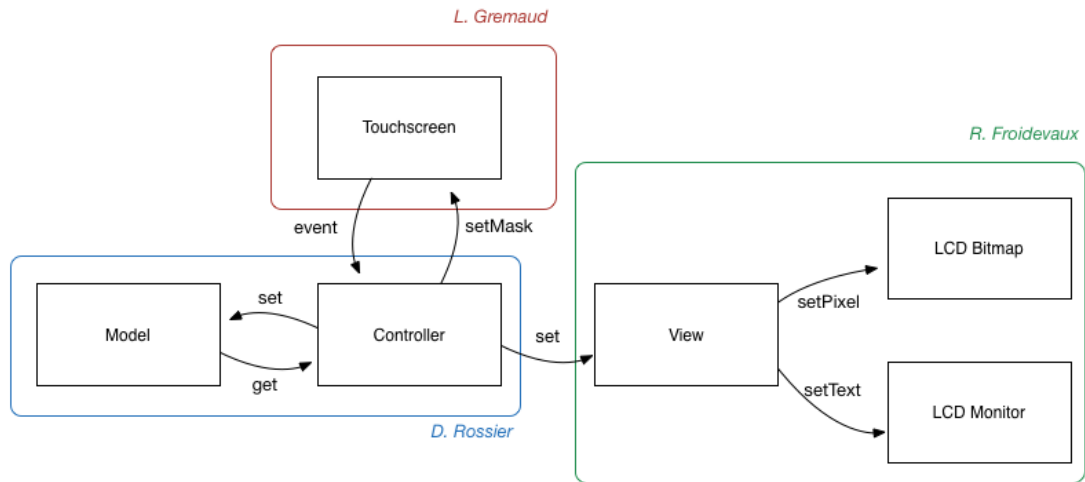 L. Gremaud
Touchscreen
R. Froidevaux
event
setMask
LCD Bitmap
set
setPixel
Model
Controller
set
View
get
setText
LCD Monitor
D. Rossier